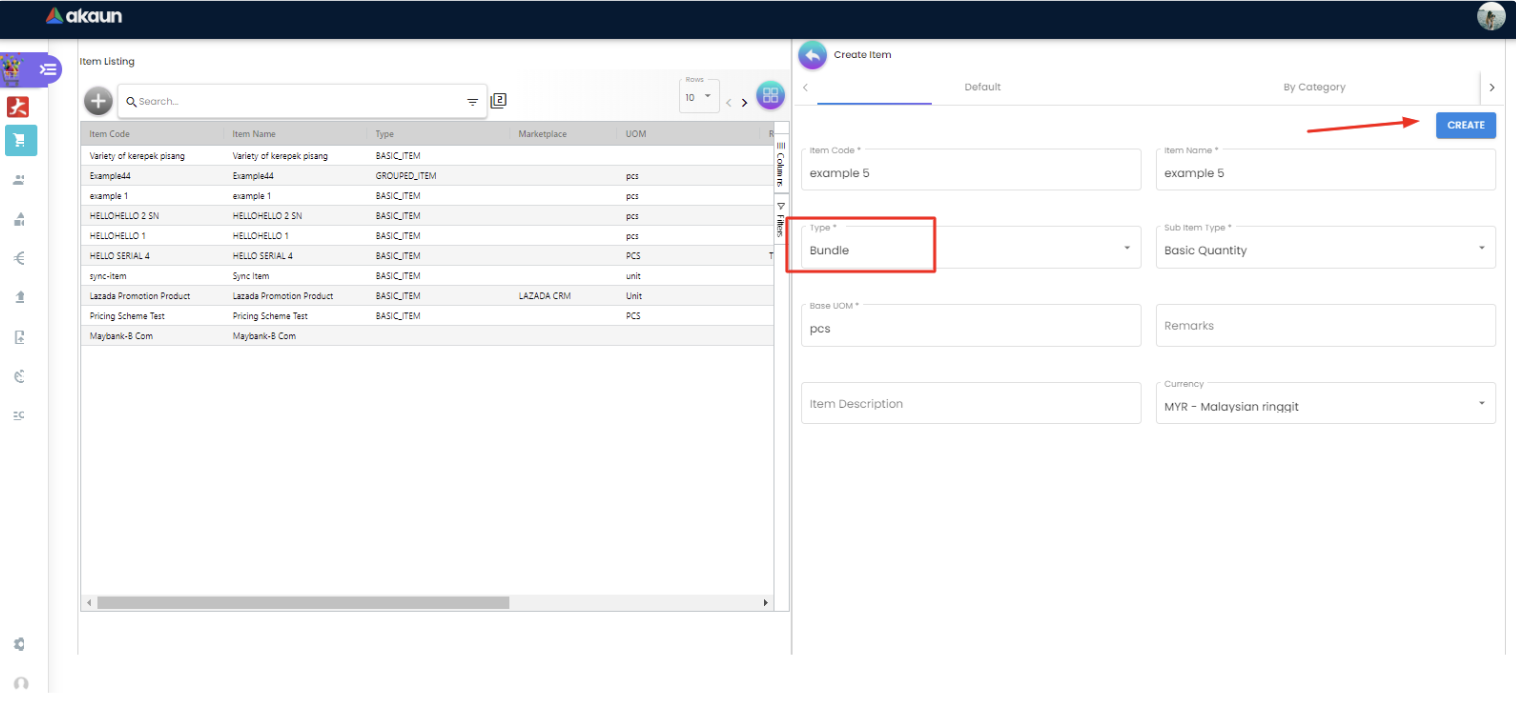 akaun
Item Listing
Create Item
Default
By Category
Search...
2
Rows
10
CREATE
Item Code Item Name Type Marketplace UOM R
Variety of kerepek pisang Variety of kerepek pisang BASIC_ITEM
Example44 Example44 GROUPED_ITEM pcs
example 1 example 1 BASIC_ITEM pcs
HELLOHELLO 2 SN HELLOHELLO 2 SN BASIC_ITEM pcs
HELLOHELLO 1 HELLOHELLO 1 BASIC_ITEM pcs
HELLO SERIAL 4 HELLO SERIAL 4 BASIC_ITEM PCS T
sync-item Sync Item BASIC_ITEM unit
Lazada Promotion Product Lazada Promotion Product BASIC_ITEM LAZADA CRM Unit
Pricing Scheme Test Pricing Scheme Test BASIC_ITEM PCS
Maybank-B Com Maybank-B Com
Columns
Filters
Item Code *
example 5
Item Name *
example 5
Type *
Bundle
Sub Item Type *
Basic Quantity
Base UOM *
pcs
Remarks
Item Description
Currency
MYR - Malaysian ringgit